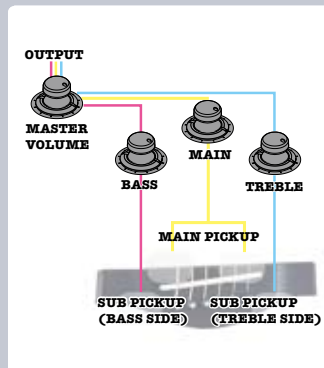 OUTPUT
MASTER
VOLUME
MAIN
BASS
TREBLE
MAIN PICKUP
SUB PICKUP
(BASS SIDE)
SUB PICKUP
(TREBLE SIDE)